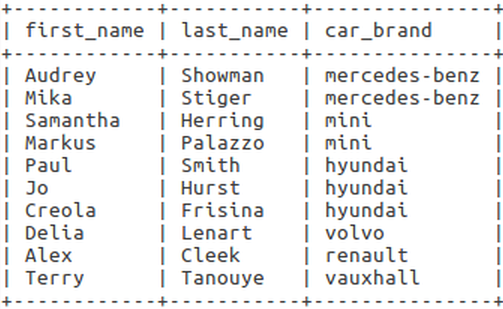 +------------+-----------+---------------+
| first_name | last_name | car_brand     |
+------------+-----------+---------------+
| Audrey     | Showman   | mercedes-benz |
| Mika       | Stiger    | mercedes-benz |
| Samantha   | Herring   | mini          |
| Markus     | Palazzo   | mini          |
| Paul       | Smith     | hyundai       |
| Jo         | Hurst     | hyundai       |
| Creola     | Frisina   | hyundai       |
| Delia      | Lenart    | volvo         |
| Alex       | Cleek     | renault       |
| Terry      | Tanouye   | vauxhall      |
+------------+-----------+---------------+